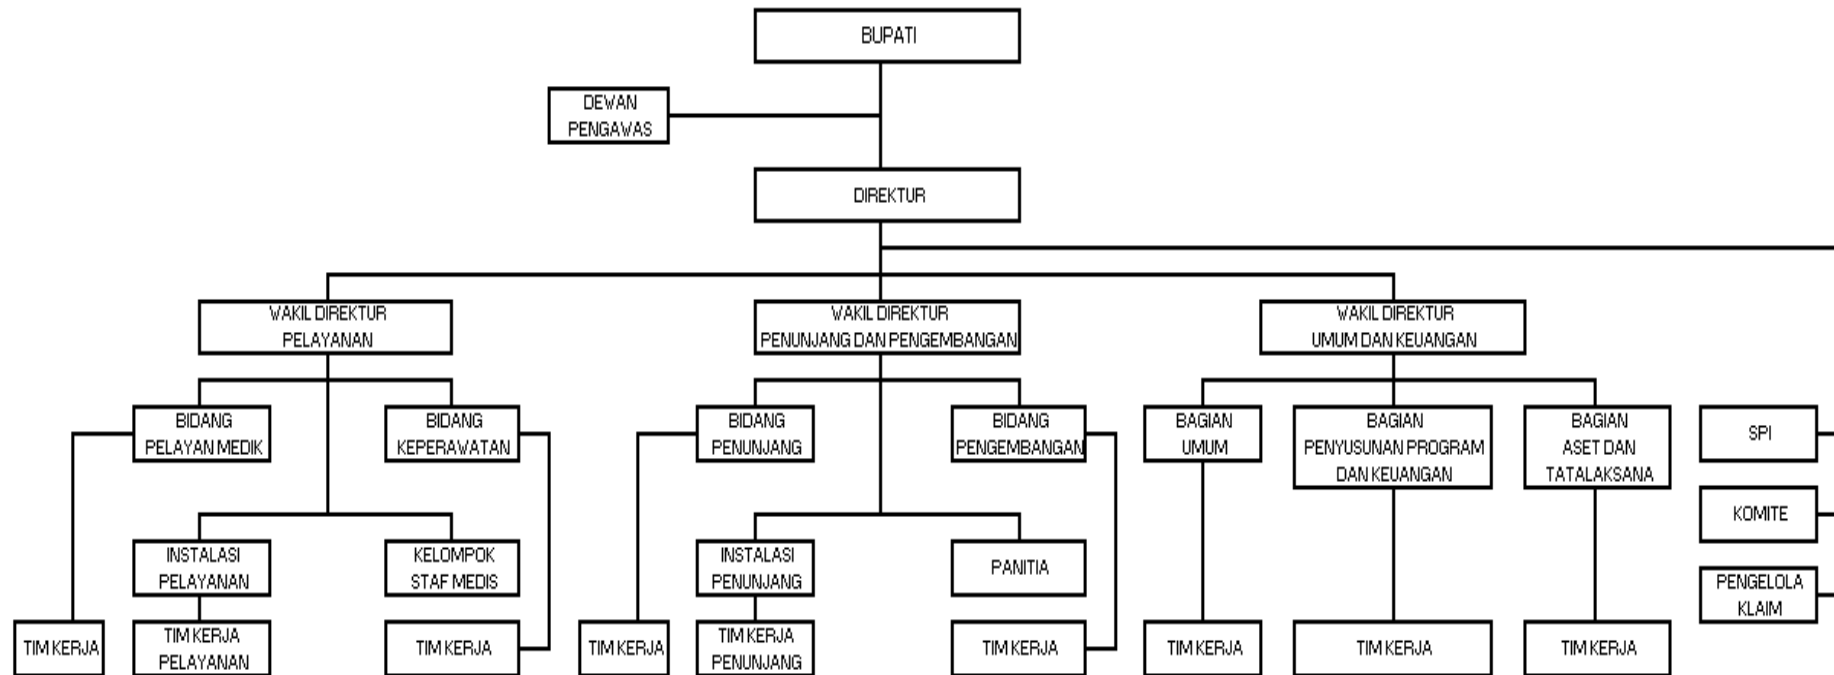 BUPATI
DEWAN
PENGAWAS
DIREKTUR
WAKIL DIREKTUR
PELAYANAN
WAKIL DIREKTUR
PENUNJANG DAN PENGEMBANGAN
WAKIL DIREKTUR
UMUM DAN KEUANGAN
BIDANG
PELAYAN MEDIK
BIDANG
KEPERAWATAN
BIDANG
PENUNJANG
BIDANG
PENGEMBANGAN
BAGIAN
UMUM
BAGIAN
PENYUSUNAN PROGRAM
DAN KEUANGAN
BAGIAN
ASET DAN
TATALAKSANA
SPI
KOMITE
INSTALASI
PELAYANAN
KELOMPOK
STAF MEDIS
INSTALASI
PENUNJANG
PANITIA
PENGELOLA
KLAIM
TIM KERJA
TIM KERJA
PELAYANAN
TIM KERJA
TIM KERJA
TIM KERJA
PENUNJANG
TIM KERJA
TIM KERJA
TIM KERJA
TIM KERJA